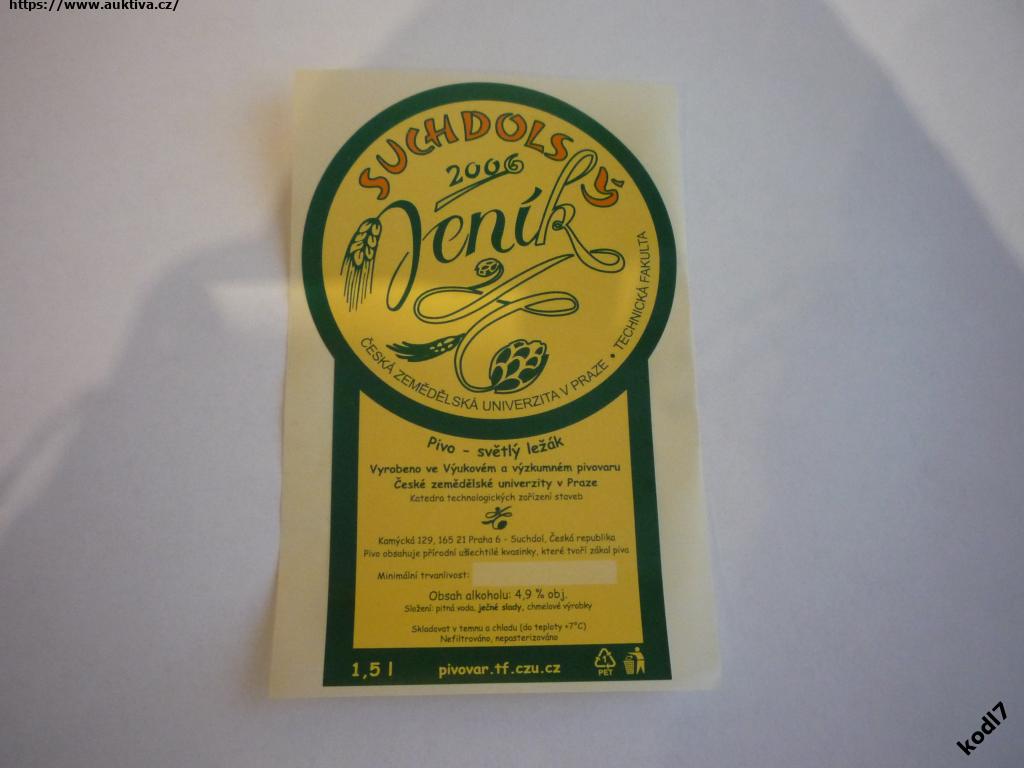 https://www.auktiva.cz/
SUCHDOLSKÝ
2006
Jeník
ČESKÁ ZEMĚDĚLSKÁ UNIVERZITA V PRAZE • TECHNICKÁ FAKULTA
Pivo - světlý ležák
Vyrobeno ve Výukovém a výzkumném pivovaru
České zemědělské univerzity v Praze
Katedra technologických zařízení staveb
Kamýcká 129, 165 21 Praha 6 - Suchdol, Česká republika
Pivo obsahuje přírodní ušlechtilé kvasinky, které tvoří zákal piva
Minimální trvanlivost:
Obsah alkoholu: 4,9 % obj.
Složení: pitná voda, ječné slady, chmelové výrobky
Skladovat v temnu a chladu (do teploty +7°C)
Nefiltrováno, nepasterizováno
1,5 l
pivovar.tf.czu.cz
1
PET
kodl7